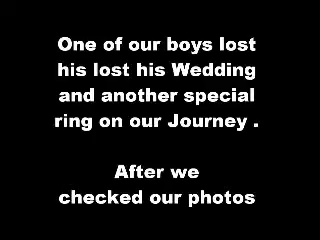 One of our boys lost
his lost his Wedding
and another special
ring on our Journey .
After we
checked our photos